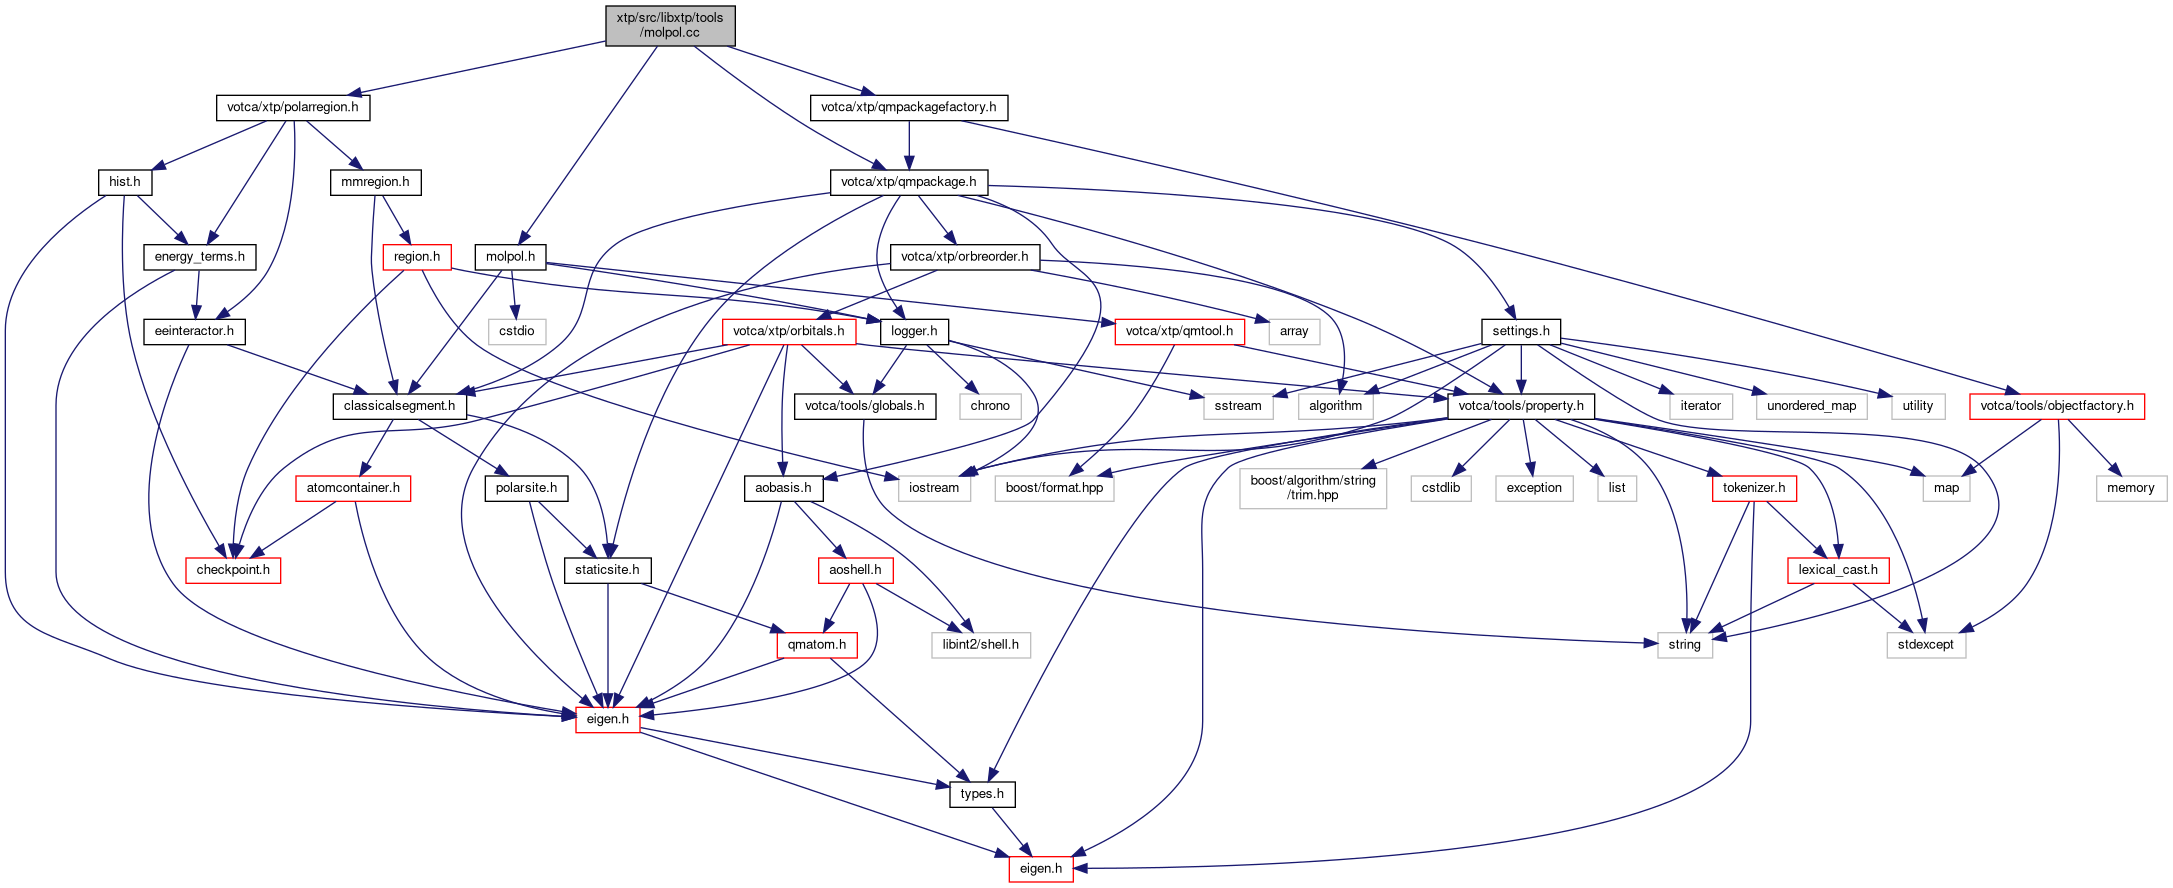 xtp/src/libxtp/tools
/molpol.cc
votca/xtp/polarregion.h
votca/xtp/qmpackagefactory.h
hist.h
mmregion.h
votca/xtp/qmpackage.h
energy_terms.h
region.h
molpol.h
votca/xtp/orbreorder.h
eeinteractor.h
cstdio
votca/xtp/orbitals.h
logger.h
votca/xtp/qmtool.h
array
settings.h
classicalsegment.h
votca/tools/globals.h
chrono
sstream
algorithm
votca/tools/property.h
iterator
unordered_map
utility
votca/tools/objectfactory.h
atomcontainer.h
polarsite.h
aobasis.h
iostream
boost/format.hpp
boost/algorithm/string
/trim.hpp
cstdlib
exception
list
tokenizer.h
map
memory
checkpoint.h
staticsite.h
aoshell.h
lexical_cast.h
qmatom.h
libint2/shell.h
string
stdexcept
eigen.h
types.h
eigen.h